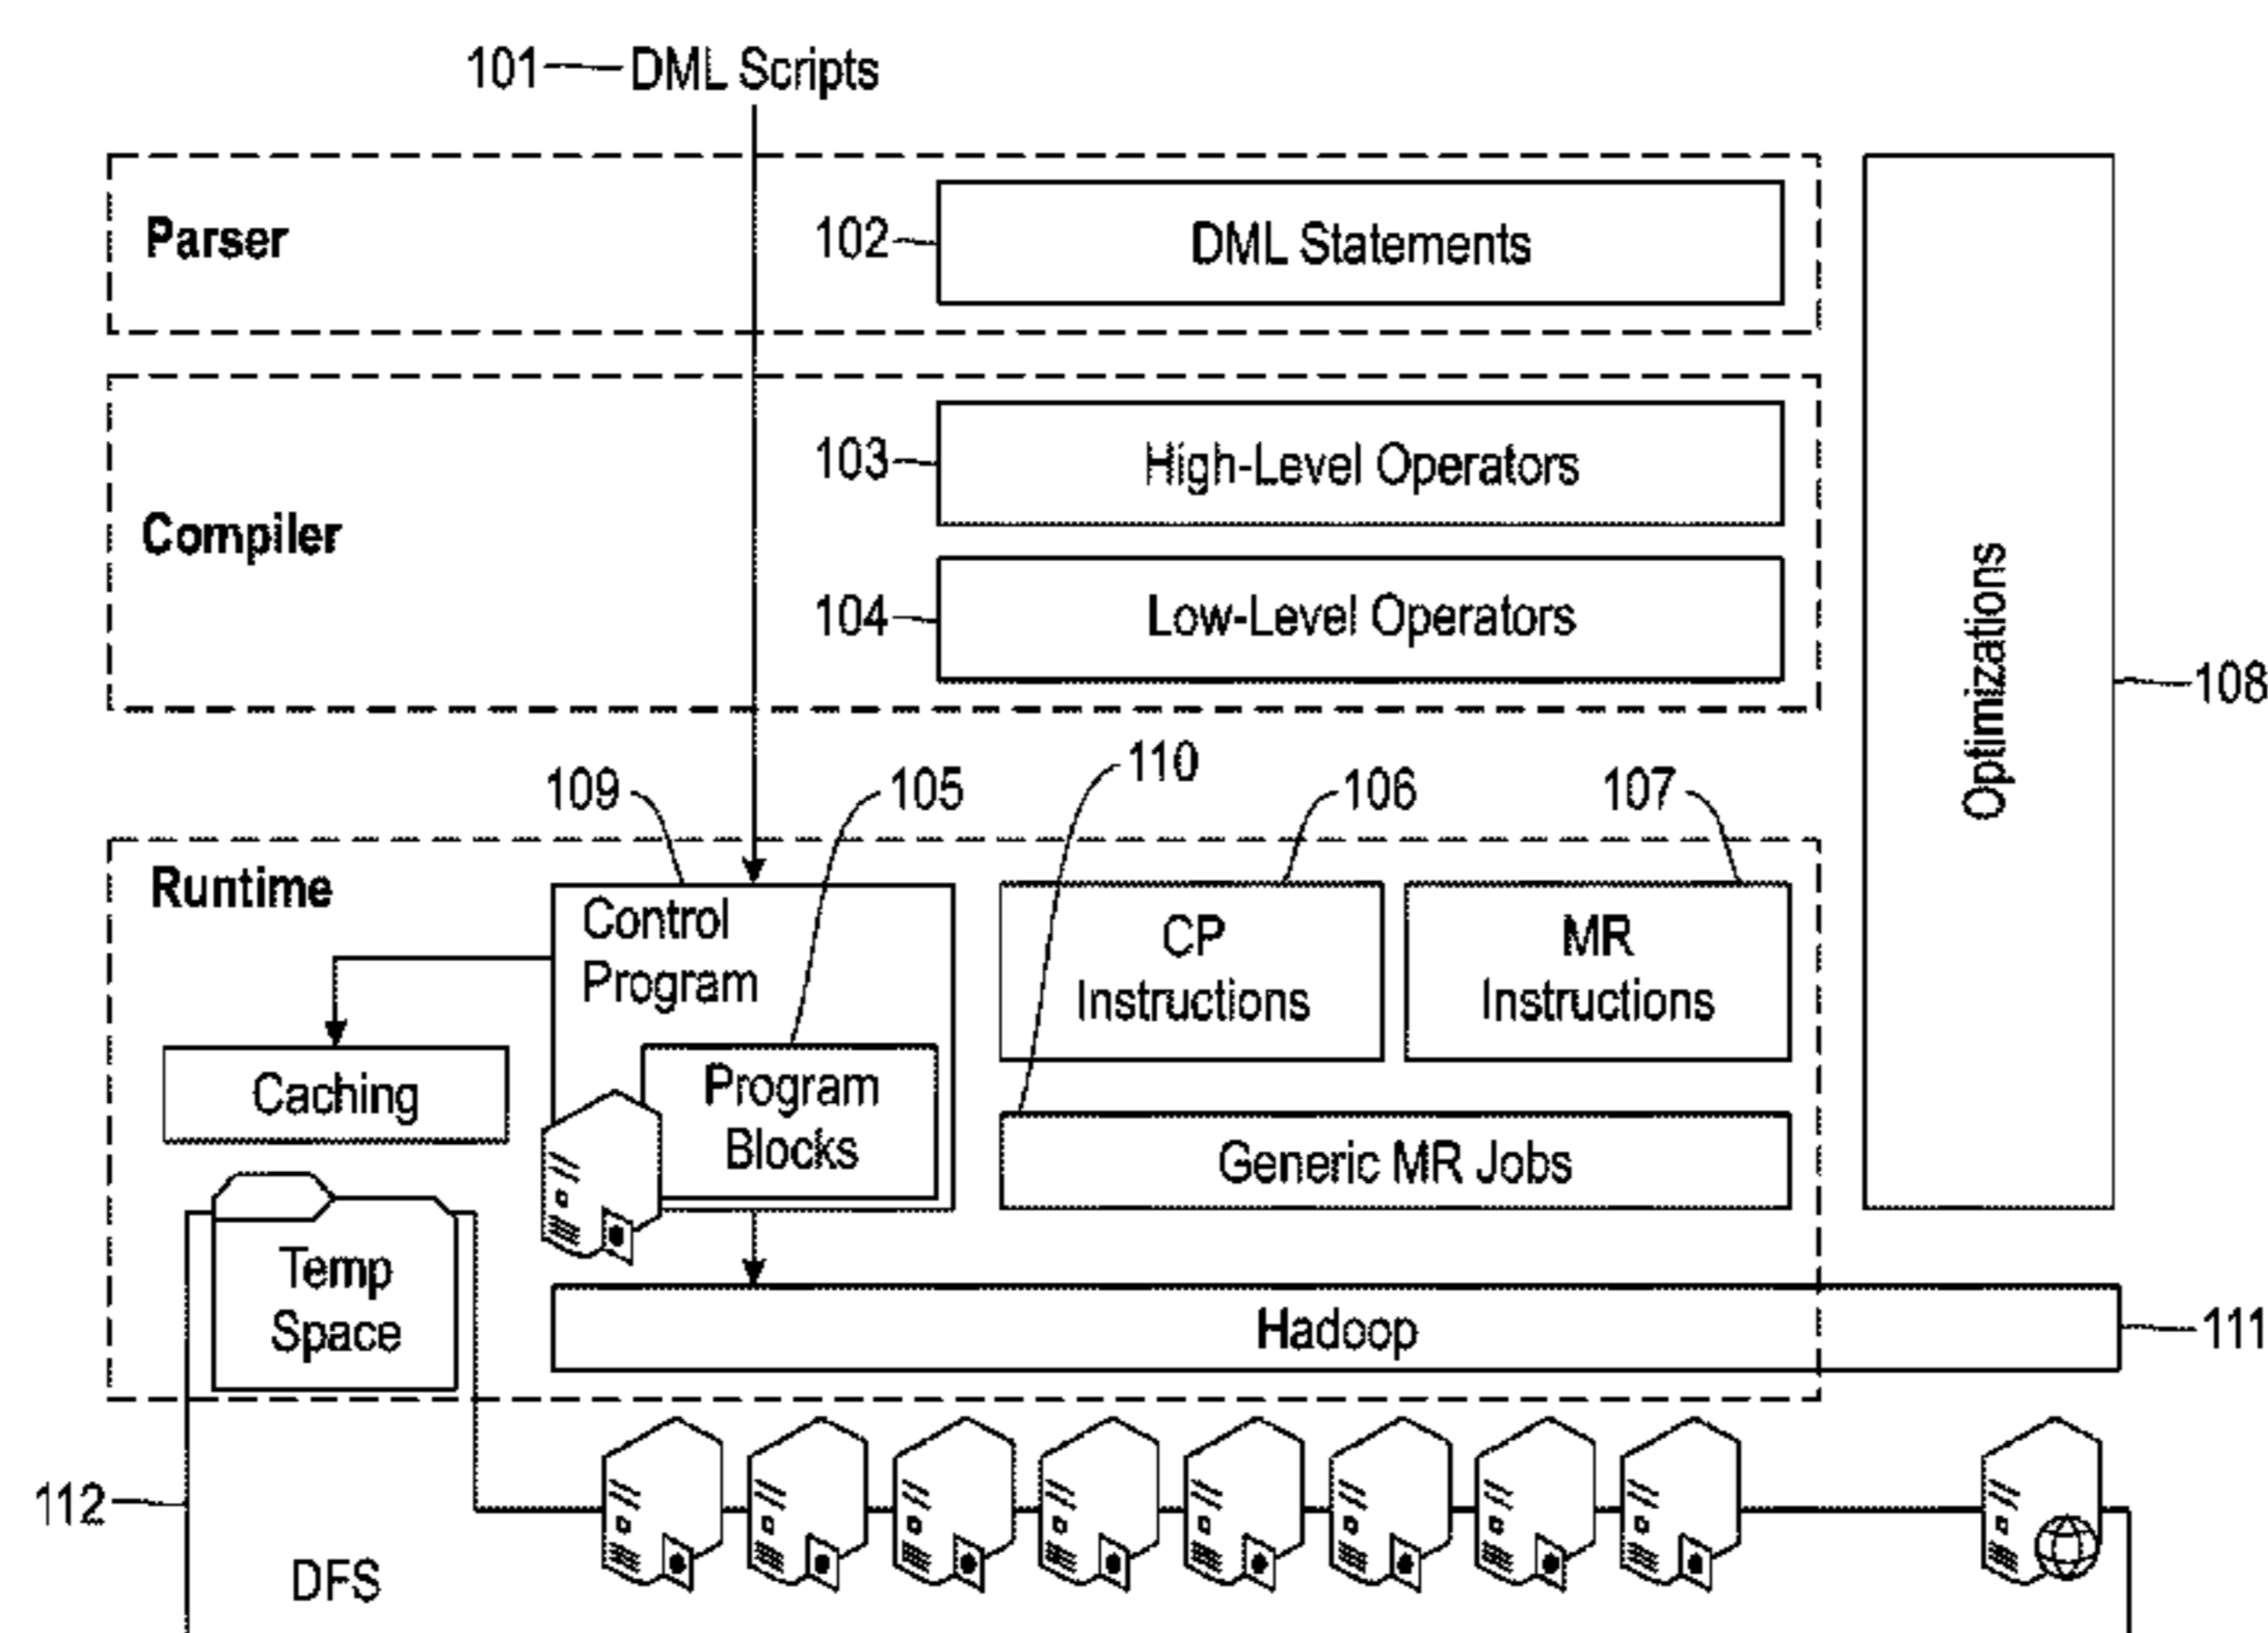 101 DML Scripts
Parser
102
DML Statements
Compiler
103
High-Level Operators
104
Low-Level Operators
Optimizations
108
109
105
110
106
107
Runtime
Control
Program
CP
Instructions
MR
Instructions
Caching
Program
Blocks
Generic MR Jobs
Temp
Space
Hadoop
111
112
DFS